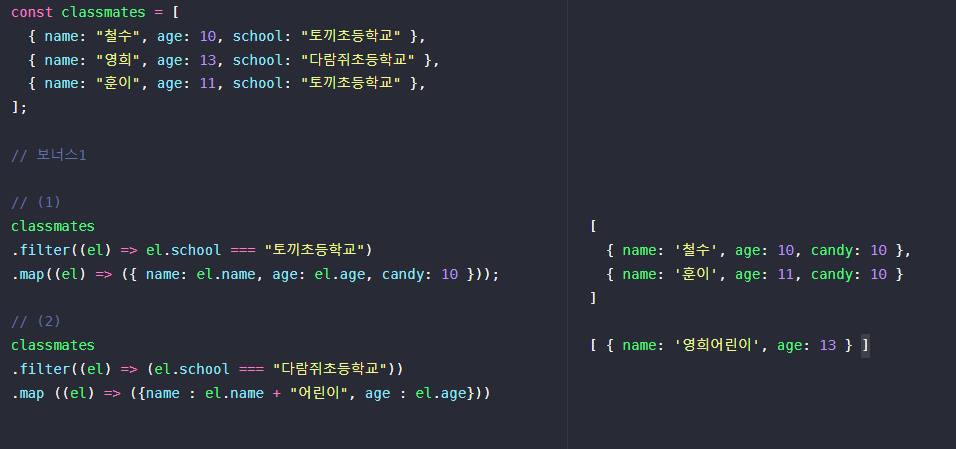 const classmates = [
  { name: "철수", age: 10, school: "토끼초등학교" },
  { name: "영희", age: 13, school: "다람쥐초등학교" },
  { name: "훈이", age: 11, school: "토끼초등학교" },
];
// 보너스1
// (1)
classmates
.filter((el) => el.school === "토끼초등학교")
.map((el) => ({ name: el.name, age: el.age, candy: 10 }));
// (2)
classmates
.filter((el) => (el.school === "다람쥐초등학교"))
.map ((el) => ({name : el.name + "어린이", age : el.age}))
[
  { name: '철수', age: 10, candy: 10 },
  { name: '훈이', age: 11, candy: 10 }
]
[ { name: '영희어린이', age: 13 } ]